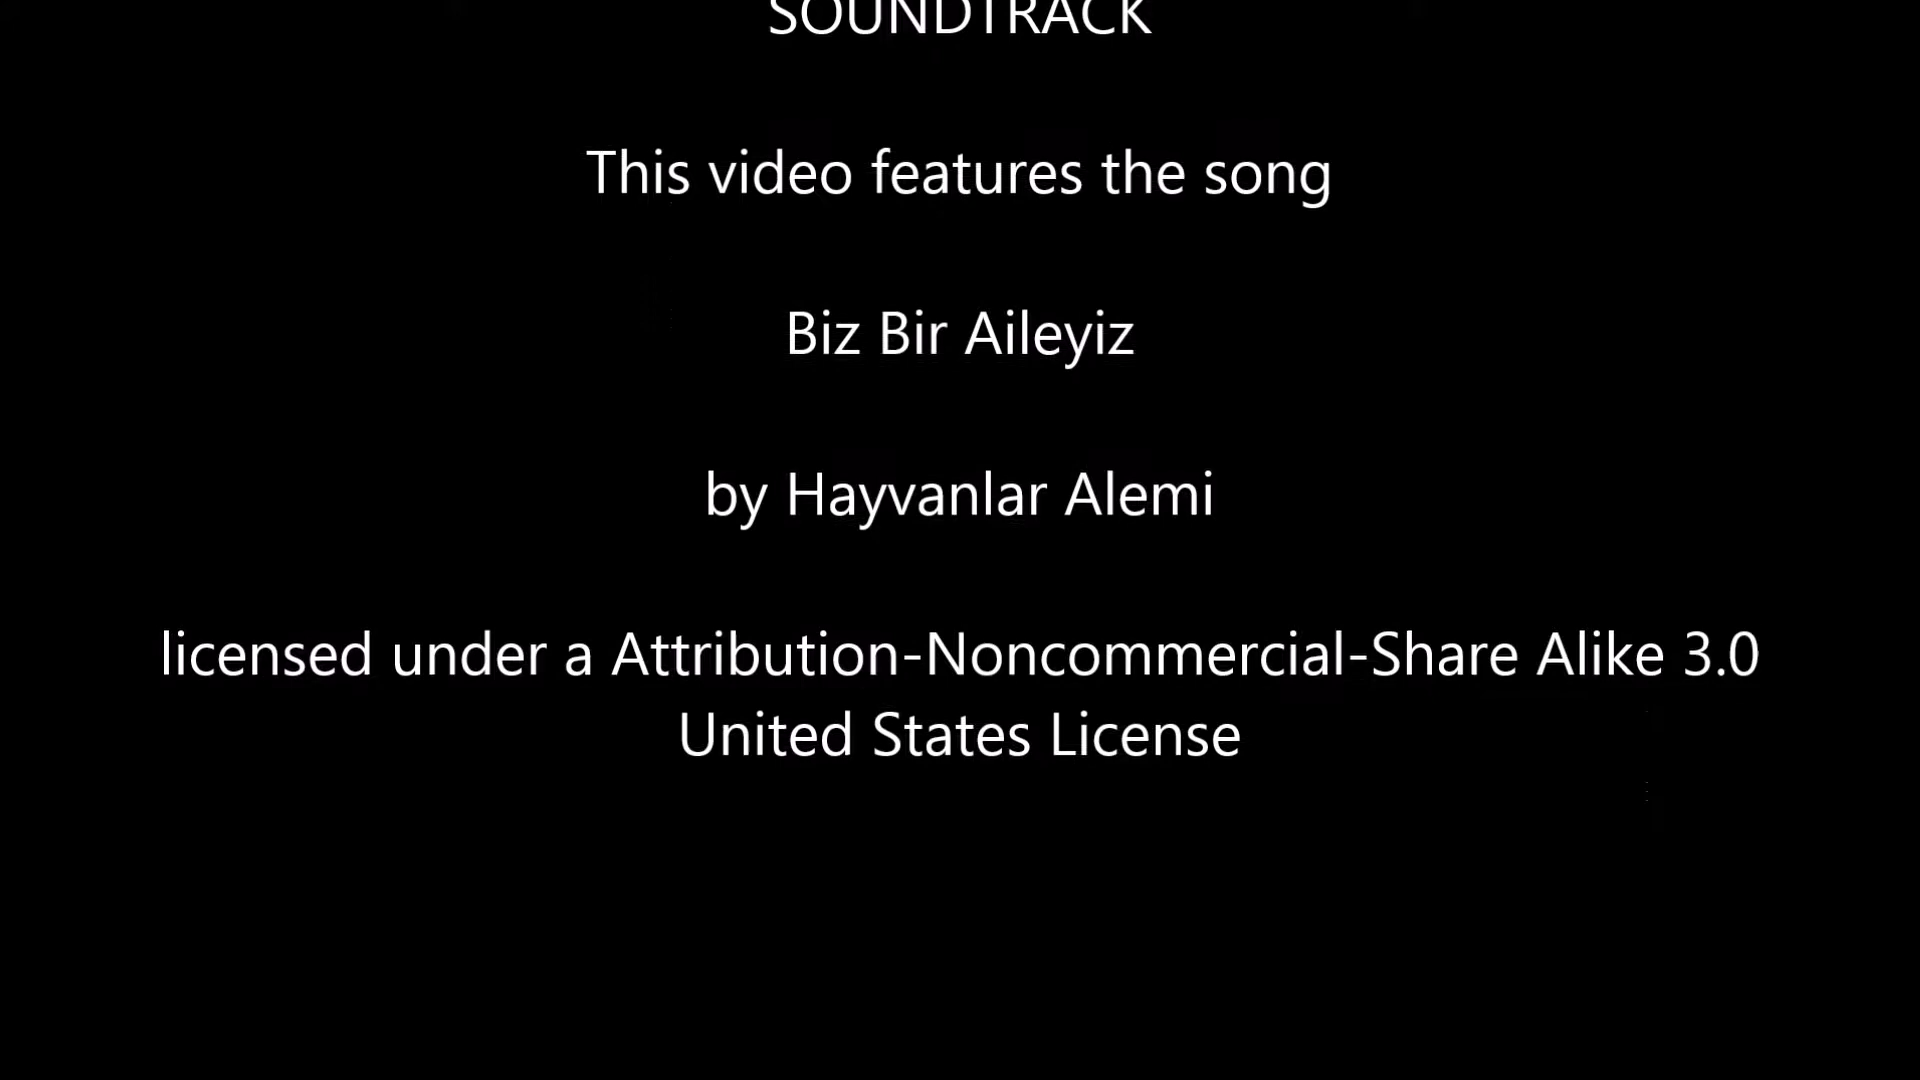 SOUNDTRACK
This video features the song
Biz Bir Aileyiz
by Hayvanlar Alemi
licensed under a Attribution-Noncommercial-Share Alike 3.0
United States License